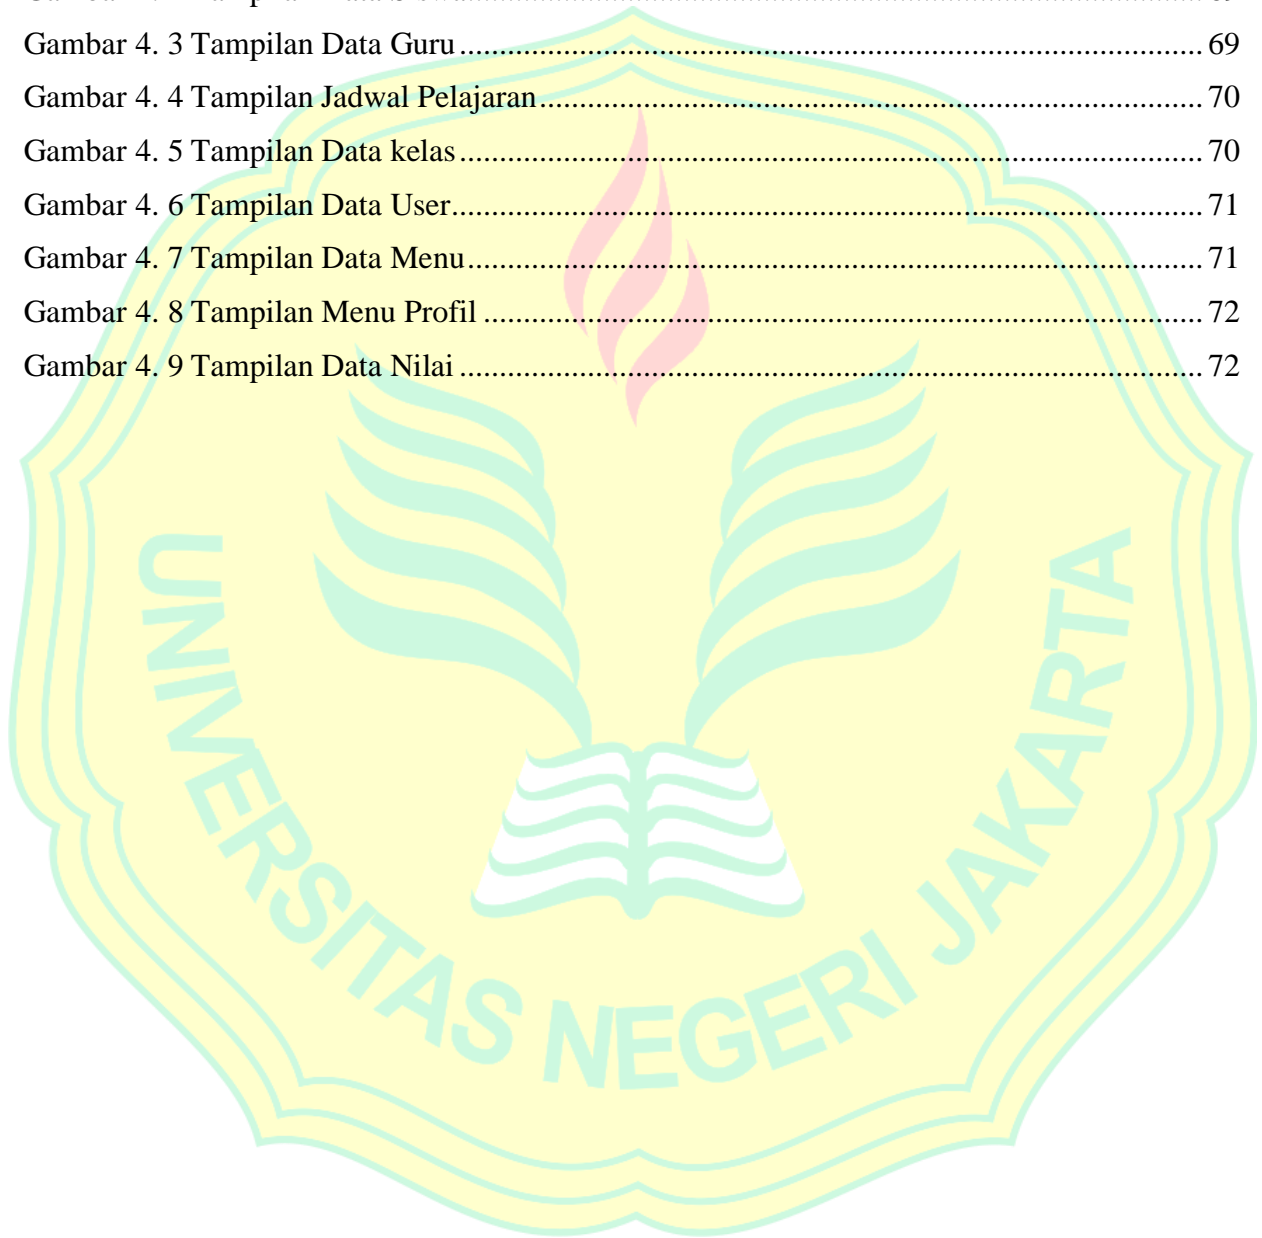 Gambar 4. 3 Tampilan Data Guru........................................................................................... 69
Gambar 4. 4 Tampilan Jadwal Pelajaran................................................................................. 70
Gambar 4. 5 Tampilan Data kelas........................................................................................... 70
Gambar 4. 6 Tampilan Data User............................................................................................ 71
Gambar 4. 7 Tampilan Data Menu.......................................................................................... 71
Gambar 4. 8 Tampilan Menu Profil ........................................................................................ 72
Gambar 4. 9 Tampilan Data Nilai ........................................................................................... 72
UNIVERSITAS NEGERI JAKARTA